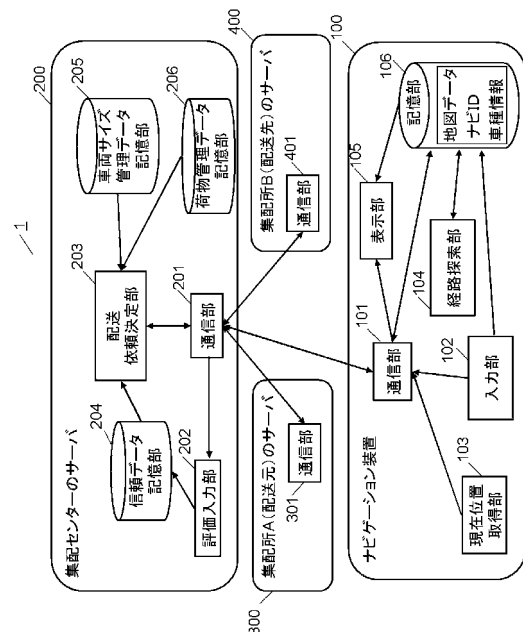 1
200
集配センターのサーバ
204
信頼データ
記憶部
203
配送
依頼決定部
205
車両サイズ
管理データ
記憶部
206
荷物管理データ
記憶部
202
評価入力部
201
通信部
300
集配所A(配送元)のサーバ
301
通信部
400
集配所B(配送先)のサーバ
401
通信部
100
ナビゲーション装置
103
現在位置
取得部
101
通信部
102
入力部
105
表示部
104
経路探索部
106
記憶部
地図データ
ナビID
車種情報